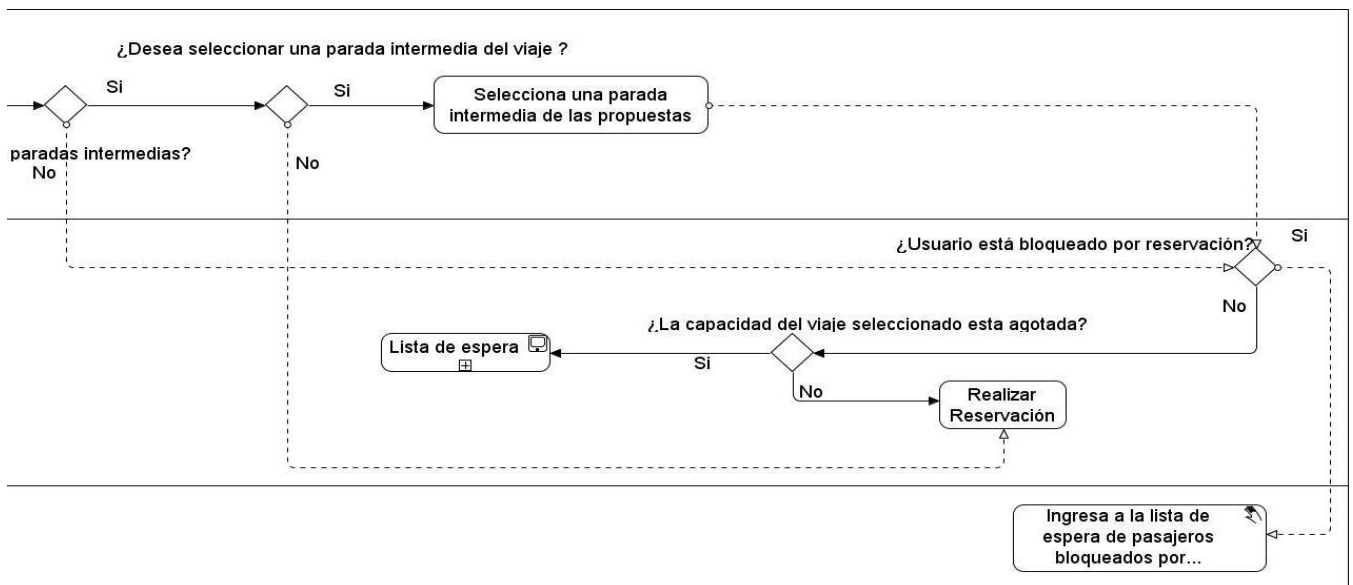 ¿Desea seleccionar una parada intermedia del viaje ?
Si
Si
Selecciona una parada
intermedia de las propuestas
paradas intermedias?
No
No
¿Usuario está bloqueado por reservación?
Si
No
¿La capacidad del viaje seleccionado esta agotada?
Lista de espera
Si
No
Realizar
Reservación
Ingresa a la lista de
espera de pasajeros
bloqueados por...